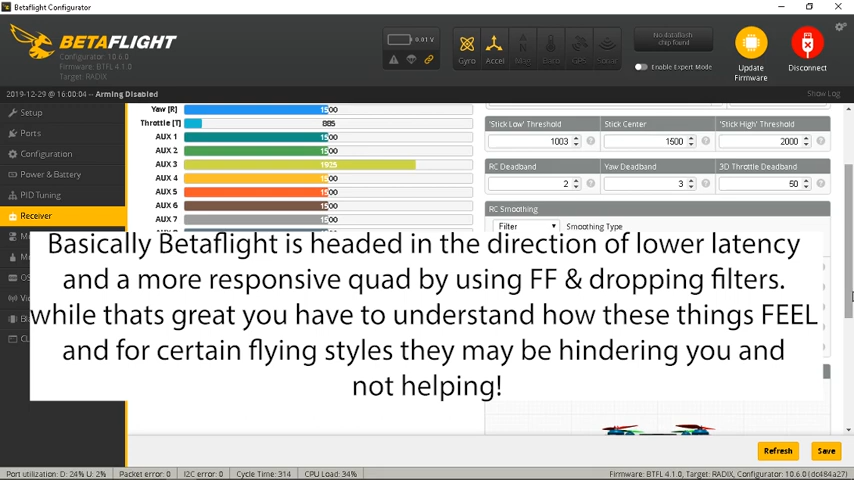 Betaflight Configurator
BETAFLIGHT
Configurator: 10.6.0
Firmware: BTFL 4.1.0
Target: RADIX
0.01 V
Gyro
Accel
No dataflash
chip found
Enable Expert Mode
Update
Firmware
Disconnect
2019-12-29 @ 16:00:04 -- Arming Disabled
Show Log
Setup
Ports
Configuration
Power & Battery
PID Tuning
Receiver
Yaw [R] 1500
Throttle [T] 885
AUX 1 1500
AUX 2 1500
AUX 3 1925
AUX 4 1500
AUX 5 1500
AUX 6 1500
AUX 7 1500
'Stick Low' Threshold Stick Center 'Stick High' Threshold
1003 1500 2000
RC Deadband Yaw Deadband 3D Throttle Deadband
2 3 50
RC Smoothing
Filter Smoothing Type
Basically Betaflight is headed in the direction of lower latency
and a more responsive quad by using FF & dropping filters.
while thats great you have to understand how these things FEEL
and for certain flying styles they may be hindering you and
not helping!
Refresh Save
Port utilization: D: 24% U: 2% Packet error: 0 I2C error: 0 Cycle Time: 314 CPU Load: 34% Firmware: BTFL 4.1.0, Target: RADIX, Configurator: 10.6.0 (dc484a27)